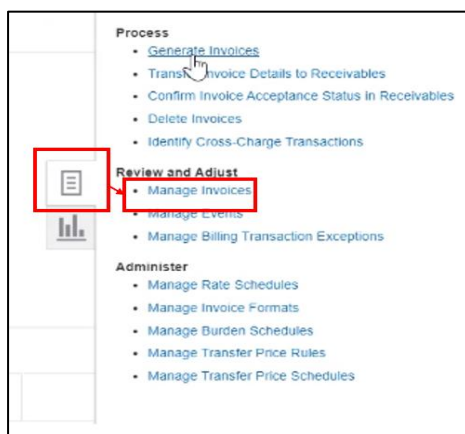 Process
Generate Invoices
Transfer Invoice Details to Receivables
Confirm Invoice Acceptance Status in Receivables
Delete Invoices
Identify Cross-Charge Transactions
Review and Adjust
Manage Invoices
Manage Events
Manage Billing Transaction Exceptions
Administer
Manage Rate Schedules
Manage Invoice Formats
Manage Burden Schedules
Manage Transfer Price Rules
Manage Transfer Price Schedules